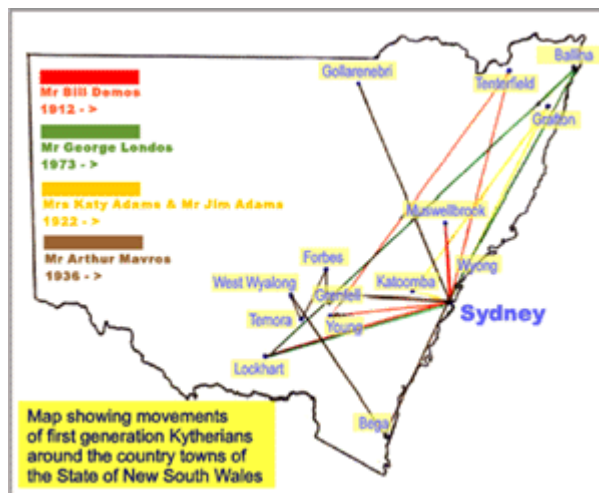 Mr Bill Domos
1912 - >
Mr George Londos
1973 - >
Mrs Katy Adams & Mr Jim Adams
1922 - >
Mr Arthur Mavros
1936 - >
Gollarenebri
Tenterfield
Ballina
Grafton
Muswellbrook
Wyong
Katoomba
Sydney
Forbes
West Wyalong
Grenfell
Temora
Young
Lockhart
Bega
Map showing movements
of first generation Kytherians
around the country towns of
the State of New South Wales